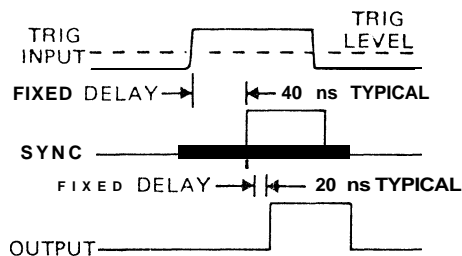 TRIG INPUT
TRIG LEVEL
FIXED DELAY 40 ns TYPICAL
SYNC
FIXED DELAY 20 ns TYPICAL
OUTPUT